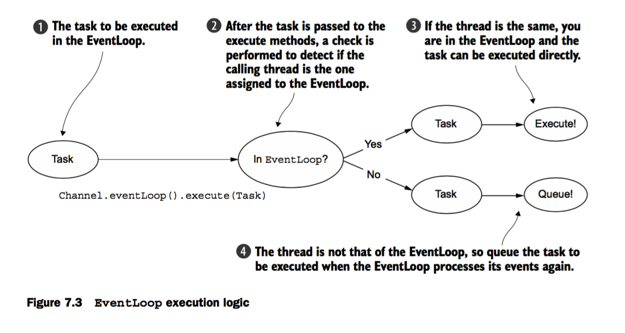 1 The task to be executed
in the EventLoop.
2 After the task is passed to the
execute methods, a check is
performed to detect if the
calling thread is the one
assigned to the EventLoop.
3 If the thread is the same, you
are in the EventLoop and the
task can be executed directly.
Task
In EventLoop?
Yes
No
Task
Execute!
Task
Queue!
Channel.eventLoop().execute(Task)
4 The thread is not that of the EventLoop, so queue the task to
be executed when the EventLoop processes its events again.
Figure 7.3 EventLoop execution logic